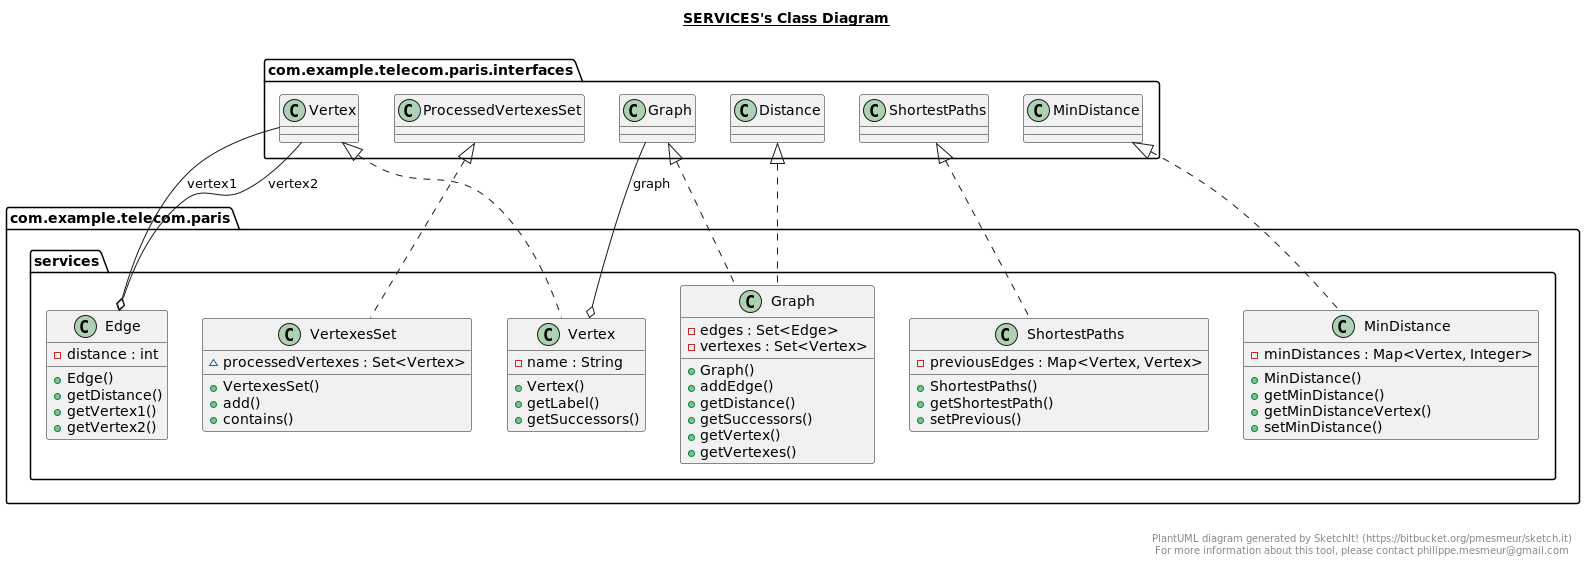 SERVICES's Class Diagram
com.example.telecom.paris.interfaces
C Vertex
C ProcessedVertexesSet
C Graph
C Distance
C ShortestPaths
C MinDistance
vertex1
vertex2
graph
com.example.telecom.paris
services
C Edge
distance : int
Edge()
getDistance()
getVertex1()
getVertex2()
C VertexesSet
processedVertexes : Set<Vertex>
VertexesSet()
add()
contains()
C Vertex
name : String
Vertex()
getLabel()
getSuccessors()
C Graph
edges : Set<Edge>
vertexes : Set<Vertex>
Graph()
addEdge()
getDistance()
getSuccessors()
getVertex()
getVertexes()
C ShortestPaths
previousEdges : Map<Vertex, Vertex>
ShortestPaths()
getShortestPath()
setPrevious()
C MinDistance
minDistances : Map<Vertex, Integer>
MinDistance()
getMinDistance()
getMinDistanceVertex()
setMinDistance()
PlantUML diagram generated by SketchIt! (https://bitbucket.org/pmesmeur/sketch.it)
For more information about this tool, please contact philippe.mesmeur@gmail.com